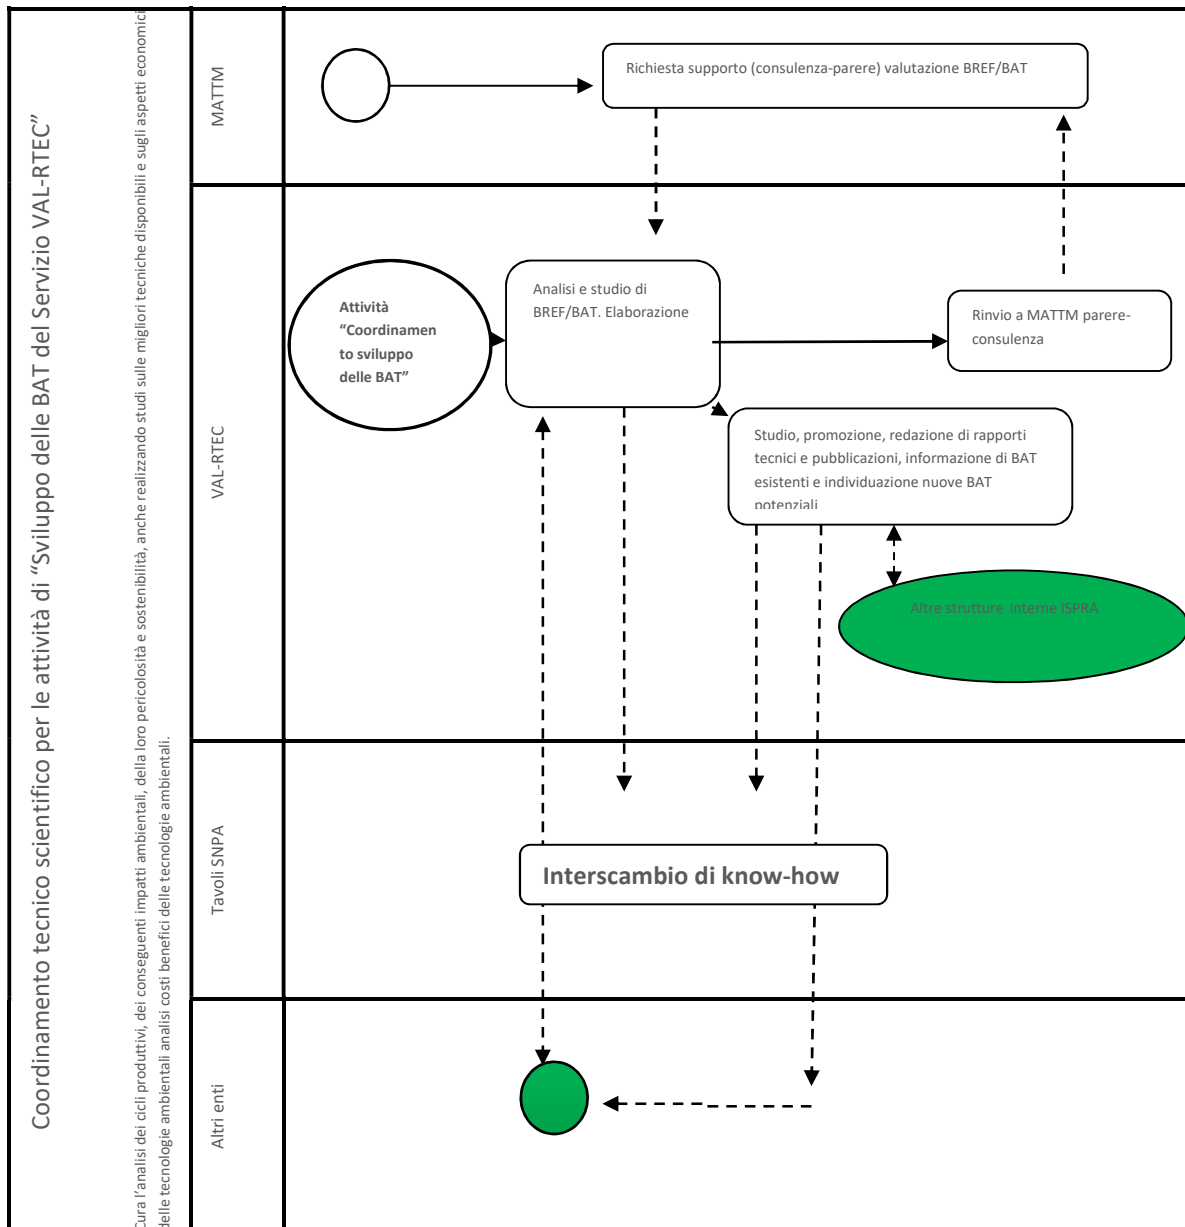 Coordinamento tecnico scientifico per le attività di “Sviluppo delle BAT del Servizio VAL-RTEC”
Cura l’analisi dei cicli produttivi, dei conseguenti impatti ambientali, della loro pericolosità e sostenibilità, anche realizzando studi sulle migliori tecniche disponibili e sugli aspetti economici
delle tecnologie ambientali analisi costi benefici delle tecnologie ambientali.
MATTM
Richiesta supporto (consulenza-parere) valutazione BREF/BAT
VAL-RTEC
Attività
“Coordinamen
to sviluppo
delle BAT”
Analisi e studio di
BREF/BAT. Elaborazione
Rinvio a MATTM parere-
consulenza
Studio, promozione, redazione di rapporti
tecnici e pubblicazioni, informazione di BAT
esistenti e individuazione nuove BAT
potenziali
Altre strutture interne ISPRA
Tavoli SNPA
Interscambio di know-how
Altri enti